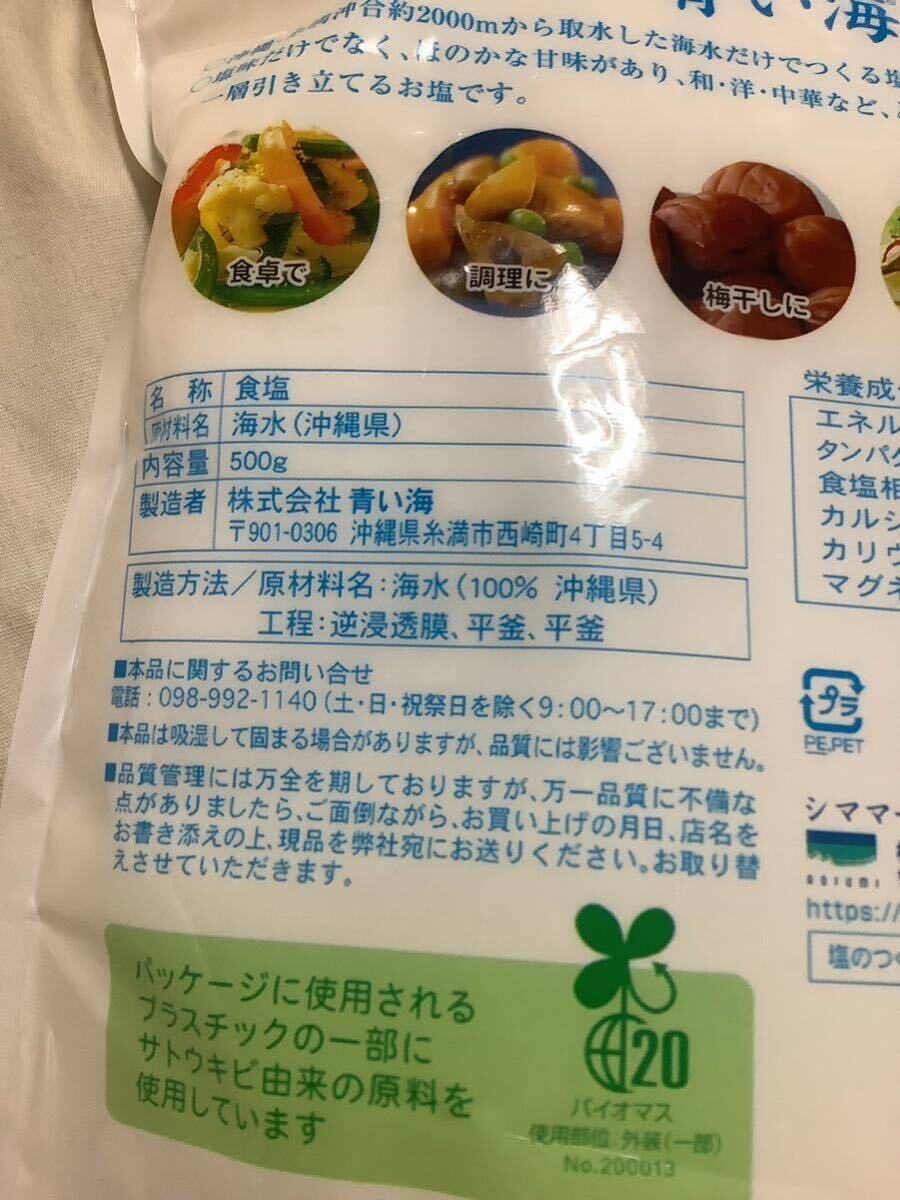 青い海
沖合約2000mから取水した海水だけでつくる塩
○塩味だけでなく、ほのかな甘味があり、和・洋・中華など、
一層引き立てるお塩です。
食卓で
調理に
梅干しに
名 称 食塩
原材料名 海水(沖縄県)
内容量 500g
製造者 株式会社 青い海
〒901-0306 沖縄県糸満市西崎町4丁目5-4
製造方法/原材料名:海水(100% 沖縄県)
工程:逆浸透膜、平釜、平釜
栄養成
エネル
タンパク
食塩相
カルシ
カリウ
マグネ
■本品に関するお問い合せ
電話:098-992-1140(土・日・祝祭日を除く9:00〜17:00まで)
■本品は吸湿して固まる場合がありますが、品質には影響ございません。
■品質管理には万全を期しておりますが、万一品質に不備な
点がありましたら、ご面倒ながら、お買い上げの月日、店名を
お書き添えの上、現品を弊社宛にお送りください。お取り替
えさせていただきます。
プラ
PE,PET
シママ
https://
塩のつく
パッケージに使用される
プラスチックの一部に
サトウキビ由来の原料を
使用しています
20
バイオマス
使用部位:外装(一部)
No.200013